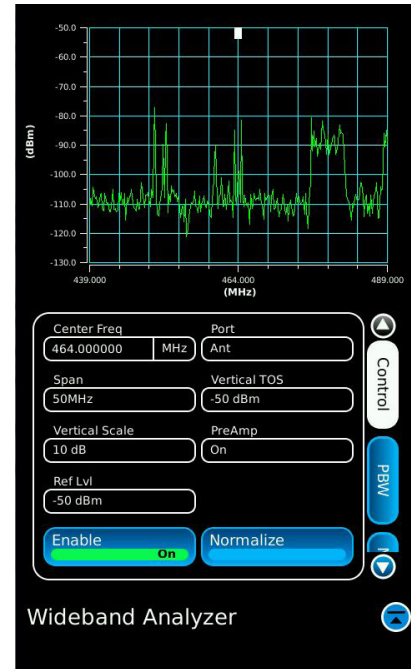 -50.0
-60.0
-70.0
-80.0
-90.0
-100.0
-110.0
-120.0
-130.0
(dBm)
439.000 464.000 489.000
(MHz)
Center Freq Port
464.000000 MHz Ant
Span Vertical TOS
50MHz -50 dBm
Vertical Scale PreAmp
10 dB On
Ref Lvl
-50 dBm
Enable Normalize
On
Control
PBW
Wideband Analyzer